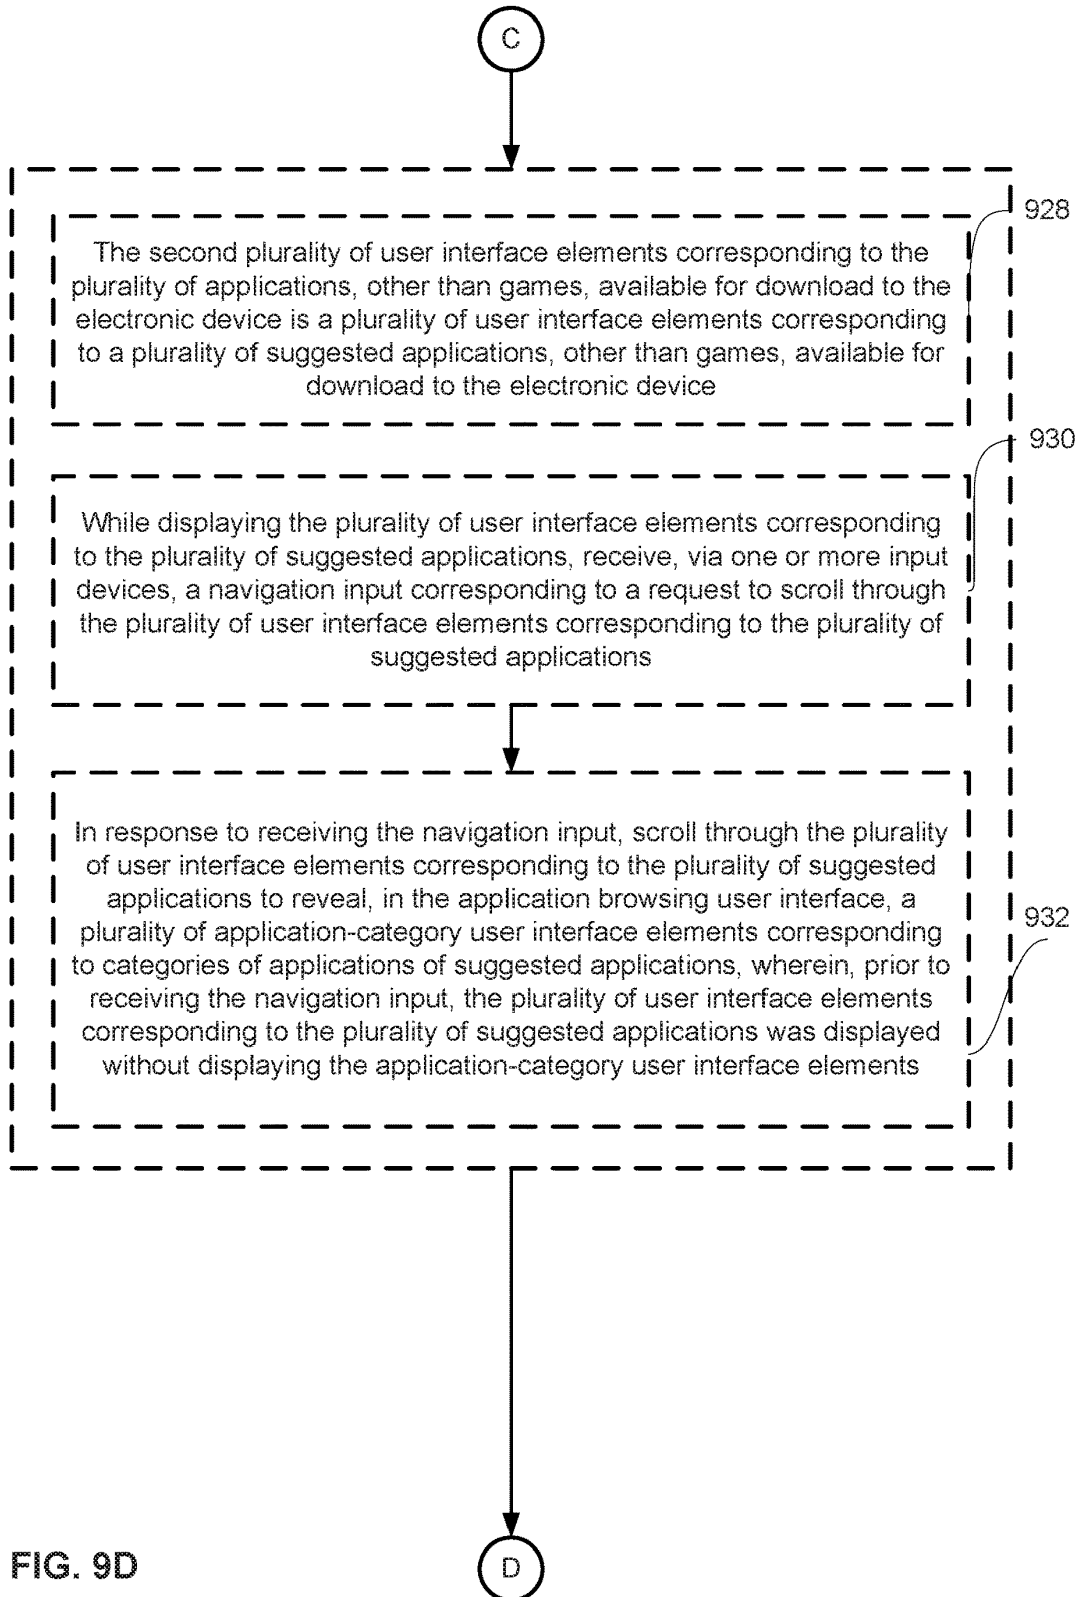 C
928
The second plurality of user interface elements corresponding to the
plurality of applications, other than games, available for download to the
electronic device is a plurality of user interface elements corresponding
to a plurality of suggested applications, other than games, available for
download to the electronic device
930
While displaying the plurality of user interface elements corresponding
to the plurality of suggested applications, receive, via one or more input
devices, a navigation input corresponding to a request to scroll through
the plurality of user interface elements corresponding to the plurality of
suggested applications
In response to receiving the navigation input, scroll through the plurality
of user interface elements corresponding to the plurality of suggested
applications to reveal, in the application browsing user interface, a
plurality of application-category user interface elements corresponding
to categories of applications of suggested applications, wherein, prior to
receiving the navigation input, the plurality of user interface elements
corresponding to the plurality of suggested applications was displayed
without displaying the application-category user interface elements
932
FIG. 9D
D